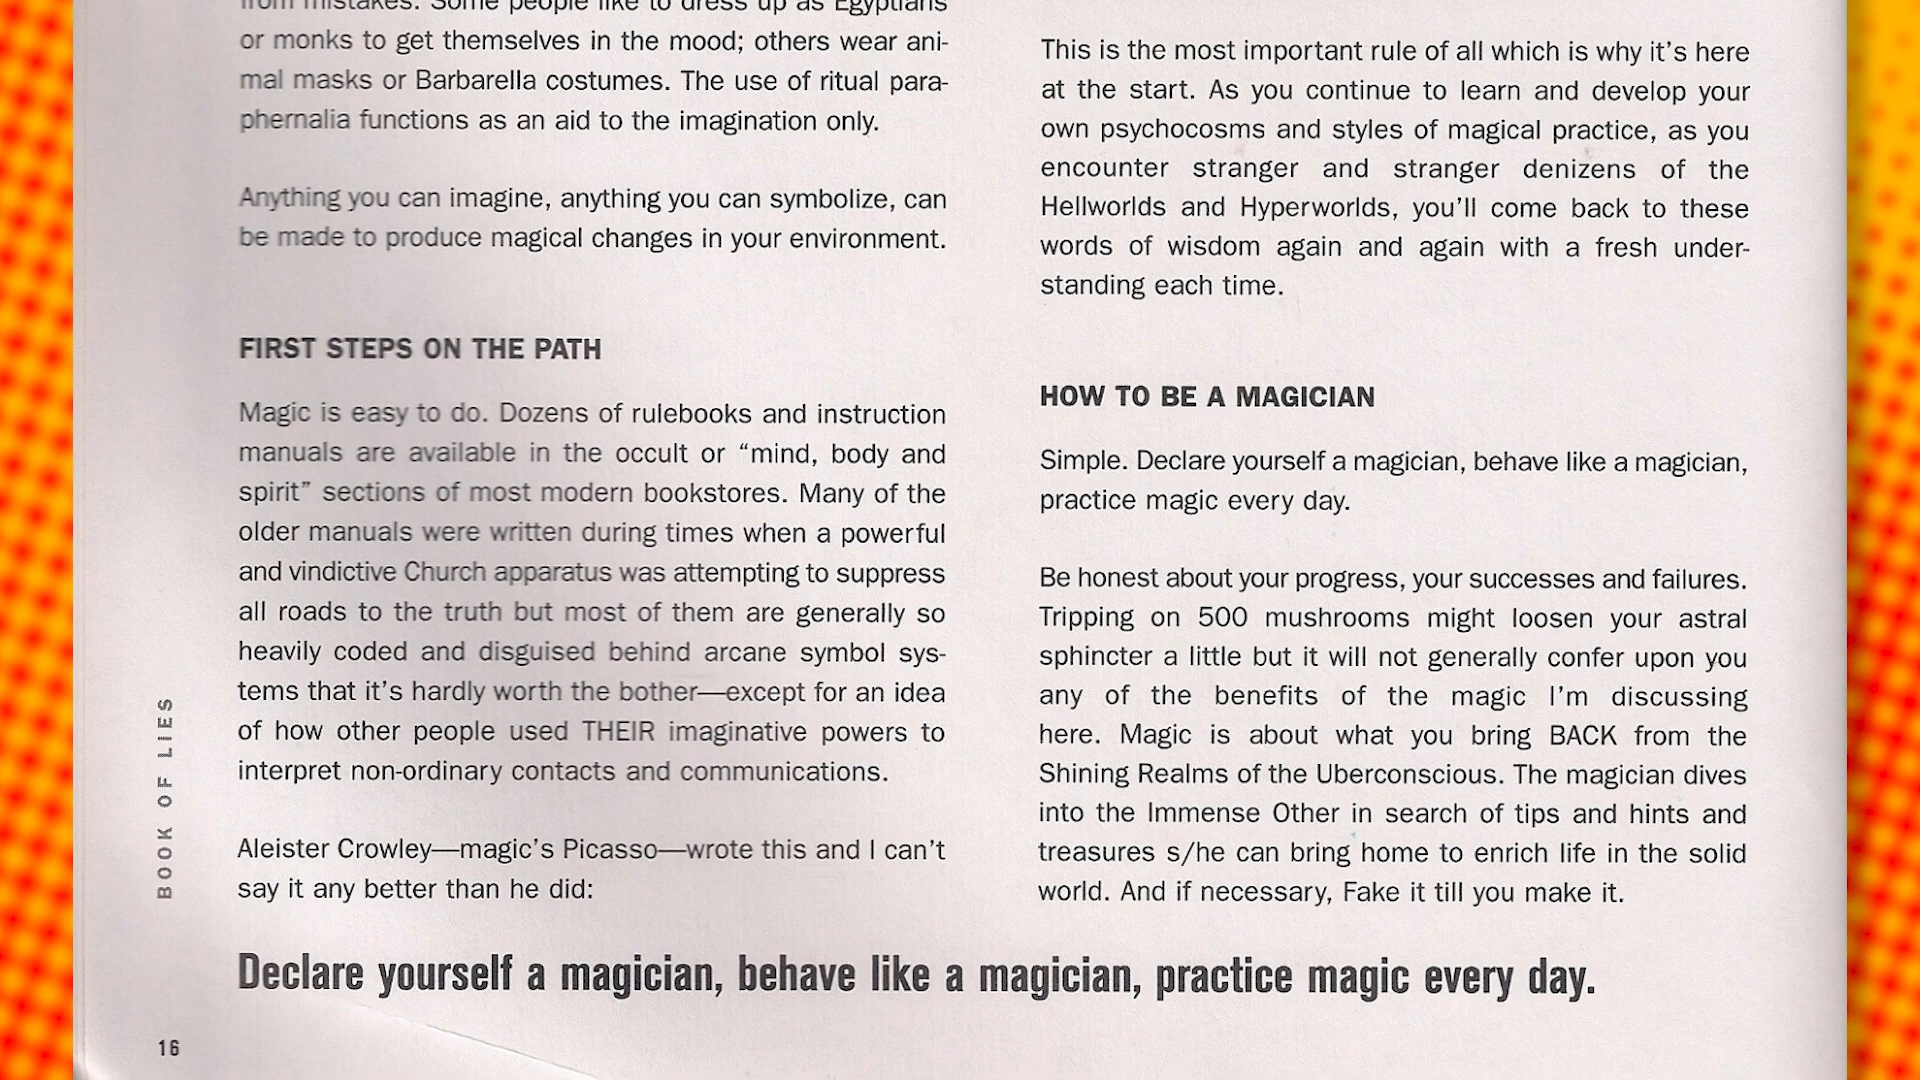 from mistakes. Some people like to dress up as Egyptians
or monks to get themselves in the mood; others wear ani-
mal masks or Barbarella costumes. The use of ritual para-
phernalia functions as an aid to the imagination only.
Anything you can imagine, anything you can symbolize, can
be made to produce magical changes in your environment.
FIRST STEPS ON THE PATH
Magic is easy to do. Dozens of rulebooks and instruction
manuals are available in the occult or “mind, body and
spirit” sections of most modern bookstores. Many of the
older manuals were written during times when a powerful
and vindictive Church apparatus was attempting to suppress
all roads to the truth but most of them are generally so
heavily coded and disguised behind arcane symbol sys-
tems that it’s hardly worth the bother—except for an idea
of how other people used THEIR imaginative powers to
interpret non-ordinary contacts and communications.
Aleister Crowley—magic’s Picasso—wrote this and I can’t
say it any better than he did:
This is the most important rule of all which is why it’s here
at the start. As you continue to learn and develop your
own psychocosms and styles of magical practice, as you
encounter stranger and stranger denizens of the
Hellworlds and Hyperworlds, you’ll come back to these
words of wisdom again and again with a fresh under-
standing each time.
HOW TO BE A MAGICIAN
Simple. Declare yourself a magician, behave like a magician,
practice magic every day.
Be honest about your progress, your successes and failures.
Tripping on 500 mushrooms might loosen your astral
sphincter a little but it will not generally confer upon you
any of the benefits of the magic I’m discussing
here. Magic is about what you bring BACK from the
Shining Realms of the Uberconscious. The magician dives
into the Immense Other in search of tips and hints and
treasures s/he can bring home to enrich life in the solid
world. And if necessary, Fake it till you make it.
Declare yourself a magician, behave like a magician, practice magic every day.
BOOK OF LIES
16